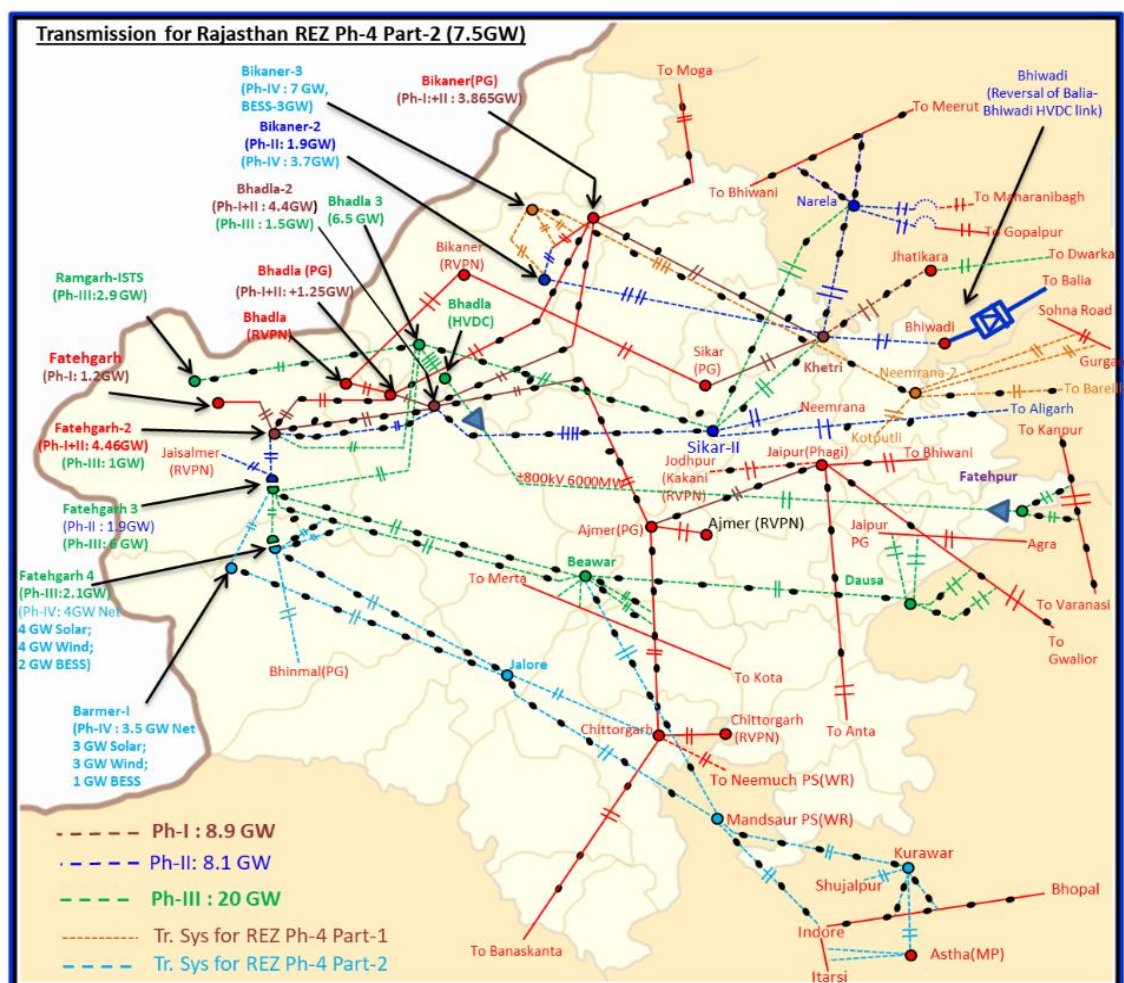 Transmission for Rajasthan REZ Ph-4 Part-2 (7.5GW)
Bikaner-3
(Ph-IV : 7 GW,
BESS-3GW)
Bikaner-2
(Ph-II: 1.9GW)
(Ph-IV: 3.7GW)
Bikaner(PG)
(Ph-I:+II : 3.865GW)
To Moga
To Meerut
Bhiwadi
(Reversal of Balia-
Bhiwadi HVDC link)
Bhadla-2
(Ph-I+II : 4.4GW)
(Ph-III : 1.5GW)
Bhadla 3
(6.5 GW)
To Bhiwani
Narela
To Maharanibagh
To Gopalpur
Ramgarh-ISTS
(Ph-III:2.9 GW)
Bhadla (PG)
(Ph-I+II: +1.25GW)
Bhadla
(RVPN)
Bikaner
(RVPN)
Bhadla
(HVDC)
Jhatikara
To Dwarka
To Balia
Fatehgarh
(Ph-I: 1.2GW)
Sikar
(PG)
Khetri
Bhiwadi
Sohna Road
Gurgao
Neemrana-2
To Bareill
Fatehgarh-2
(Ph-I+II: 4.46GW)
(Ph-III: 1GW)
Jaisalmer
(RVPN)
Sikar-II
Neemrana
To Aligarh
Kotputli
To Kanpur
Jodhpur
(Kakani
(RVPN)
Jaipur(Phagi)
To Bhiwani
±800kV 6000MW
Fatehpur
Fatehgarh 3
(Ph-II : 1.9GW)
(Ph-III: 6 GW)
Ajmer(PG)
Ajmer (RVPN)
Jaipur
PG
Agra
Fatehgarh 4
(Ph-III:2.1GW)
(Ph-IV: 4GW Net
4 GW Solar;
4 GW Wind;
2 GW BESS)
To Merta
Beawar
Dausa
To Varanasi
To
Gwalior
Bhinmal(PG)
Jalore
To Kota
Barmer-I
(Ph-IV : 3.5 GW Net
3 GW Solar;
3 GW Wind;
1 GW BESS
Chittorgarh
Chittorgarh
(RVPN)
To Anta
To Neemuch PS(WR)
Mandsaur PS(WR)
Ph-I : 8.9 GW
Ph-II: 8.1 GW
Ph-III : 20 GW
Tr. Sys for REZ Ph-4 Part-1
Tr. Sys for REZ Ph-4 Part-2
Kurawar
Shujalpur
Bhopal
Indore
To Banaskanta
Itarsi
Astha(MP)